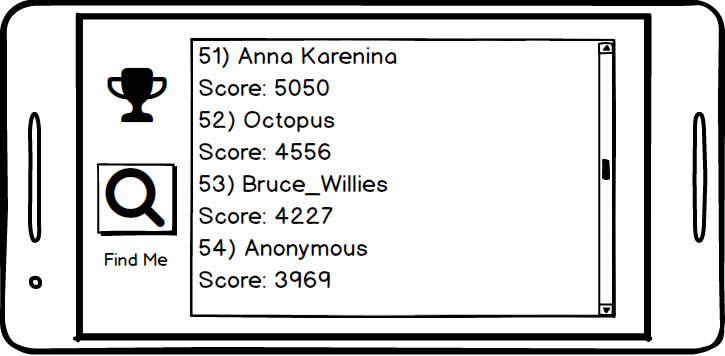 51) Anna Karenina
Score: 5050
52) Octopus
Score: 4556
53) Bruce_Willies
Score: 4227
54) Anonymous
Score: 3969
Find Me